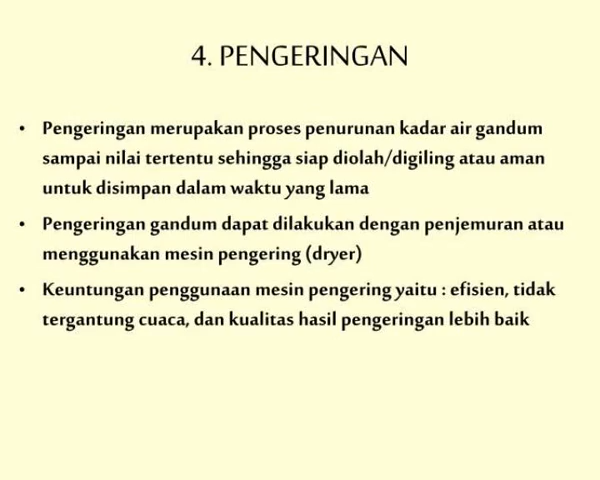 4. PENGERINGAN
• Pengeringan merupakan proses penurunan kadar air gandum
sampai nilai tertentu sehingga siap diolah/digiling atau aman
untuk disimpan dalam waktu yang lama
• Pengeringan gandum dapat dilakukan dengan penjemuran atau
menggunakan mesin pengering (dryer)
• Keuntungan penggunaan mesin pengering yaitu : efisien, tidak
tergantung cuaca, dan kualitas hasil pengeringan lebih baik